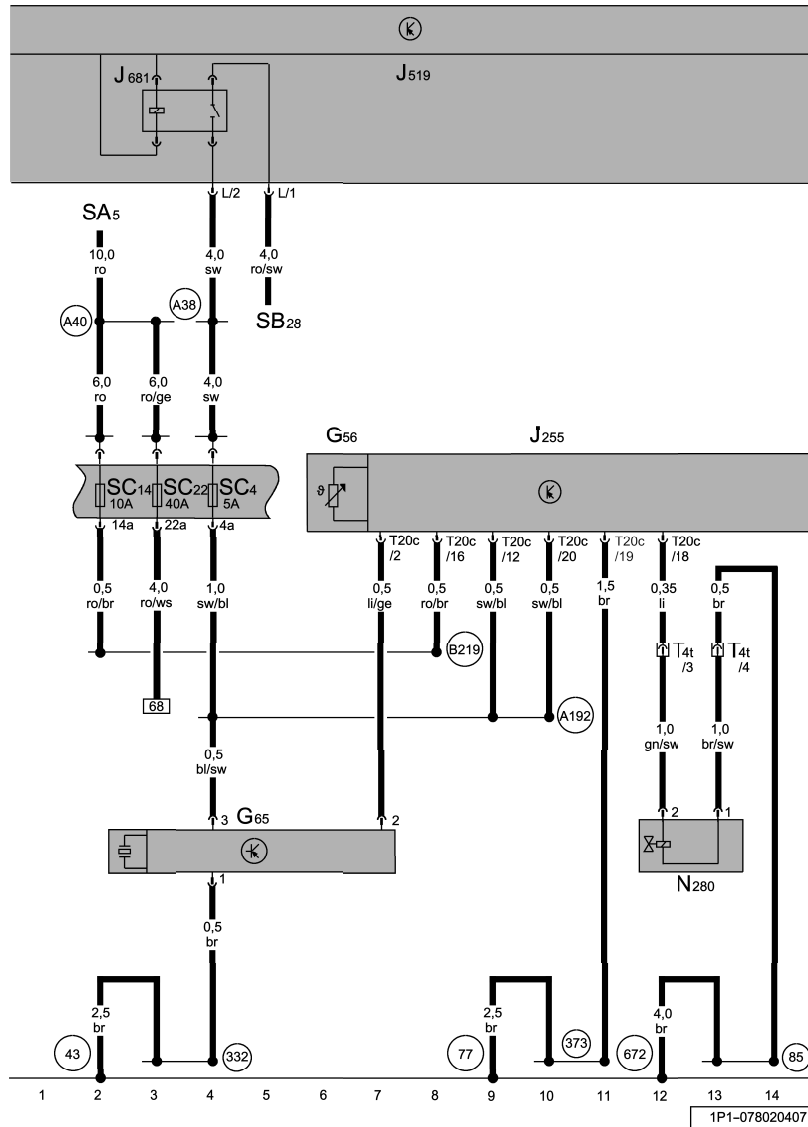 J681
J519
L/2
L/1
SA5
10,0
ro
4,0
sw
4,0
ro/sw
A38
A40
SB28
6,0
ro
6,0
ro/ge
4,0
sw
G56
J255
SC14
10A
SC22
40A
SC4
5A
14a
22a
4a
T20c
/2
T20c
/16
T20c
/12
T20c
/20
T20c
/19
T20c
/18
0,5
ro/br
4,0
ro/ws
1,0
sw/bl
0,5
li/ge
0,5
ro/br
0,5
sw/bl
0,5
sw/bl
1,5
br
0,35
li
0,5
br
B219
T4t
/3
T4t
/4
68
A192
0,5
bl/sw
1,0
gn/sw
1,0
br/sw
3
G65
2
2
1
N280
1
0,5
br
2,5
br
2,5
br
4,0
br
43
332
77
373
672
85
1 2 3 4 5 6 7 8 9 10 11 12 13 14
1P1-078020407